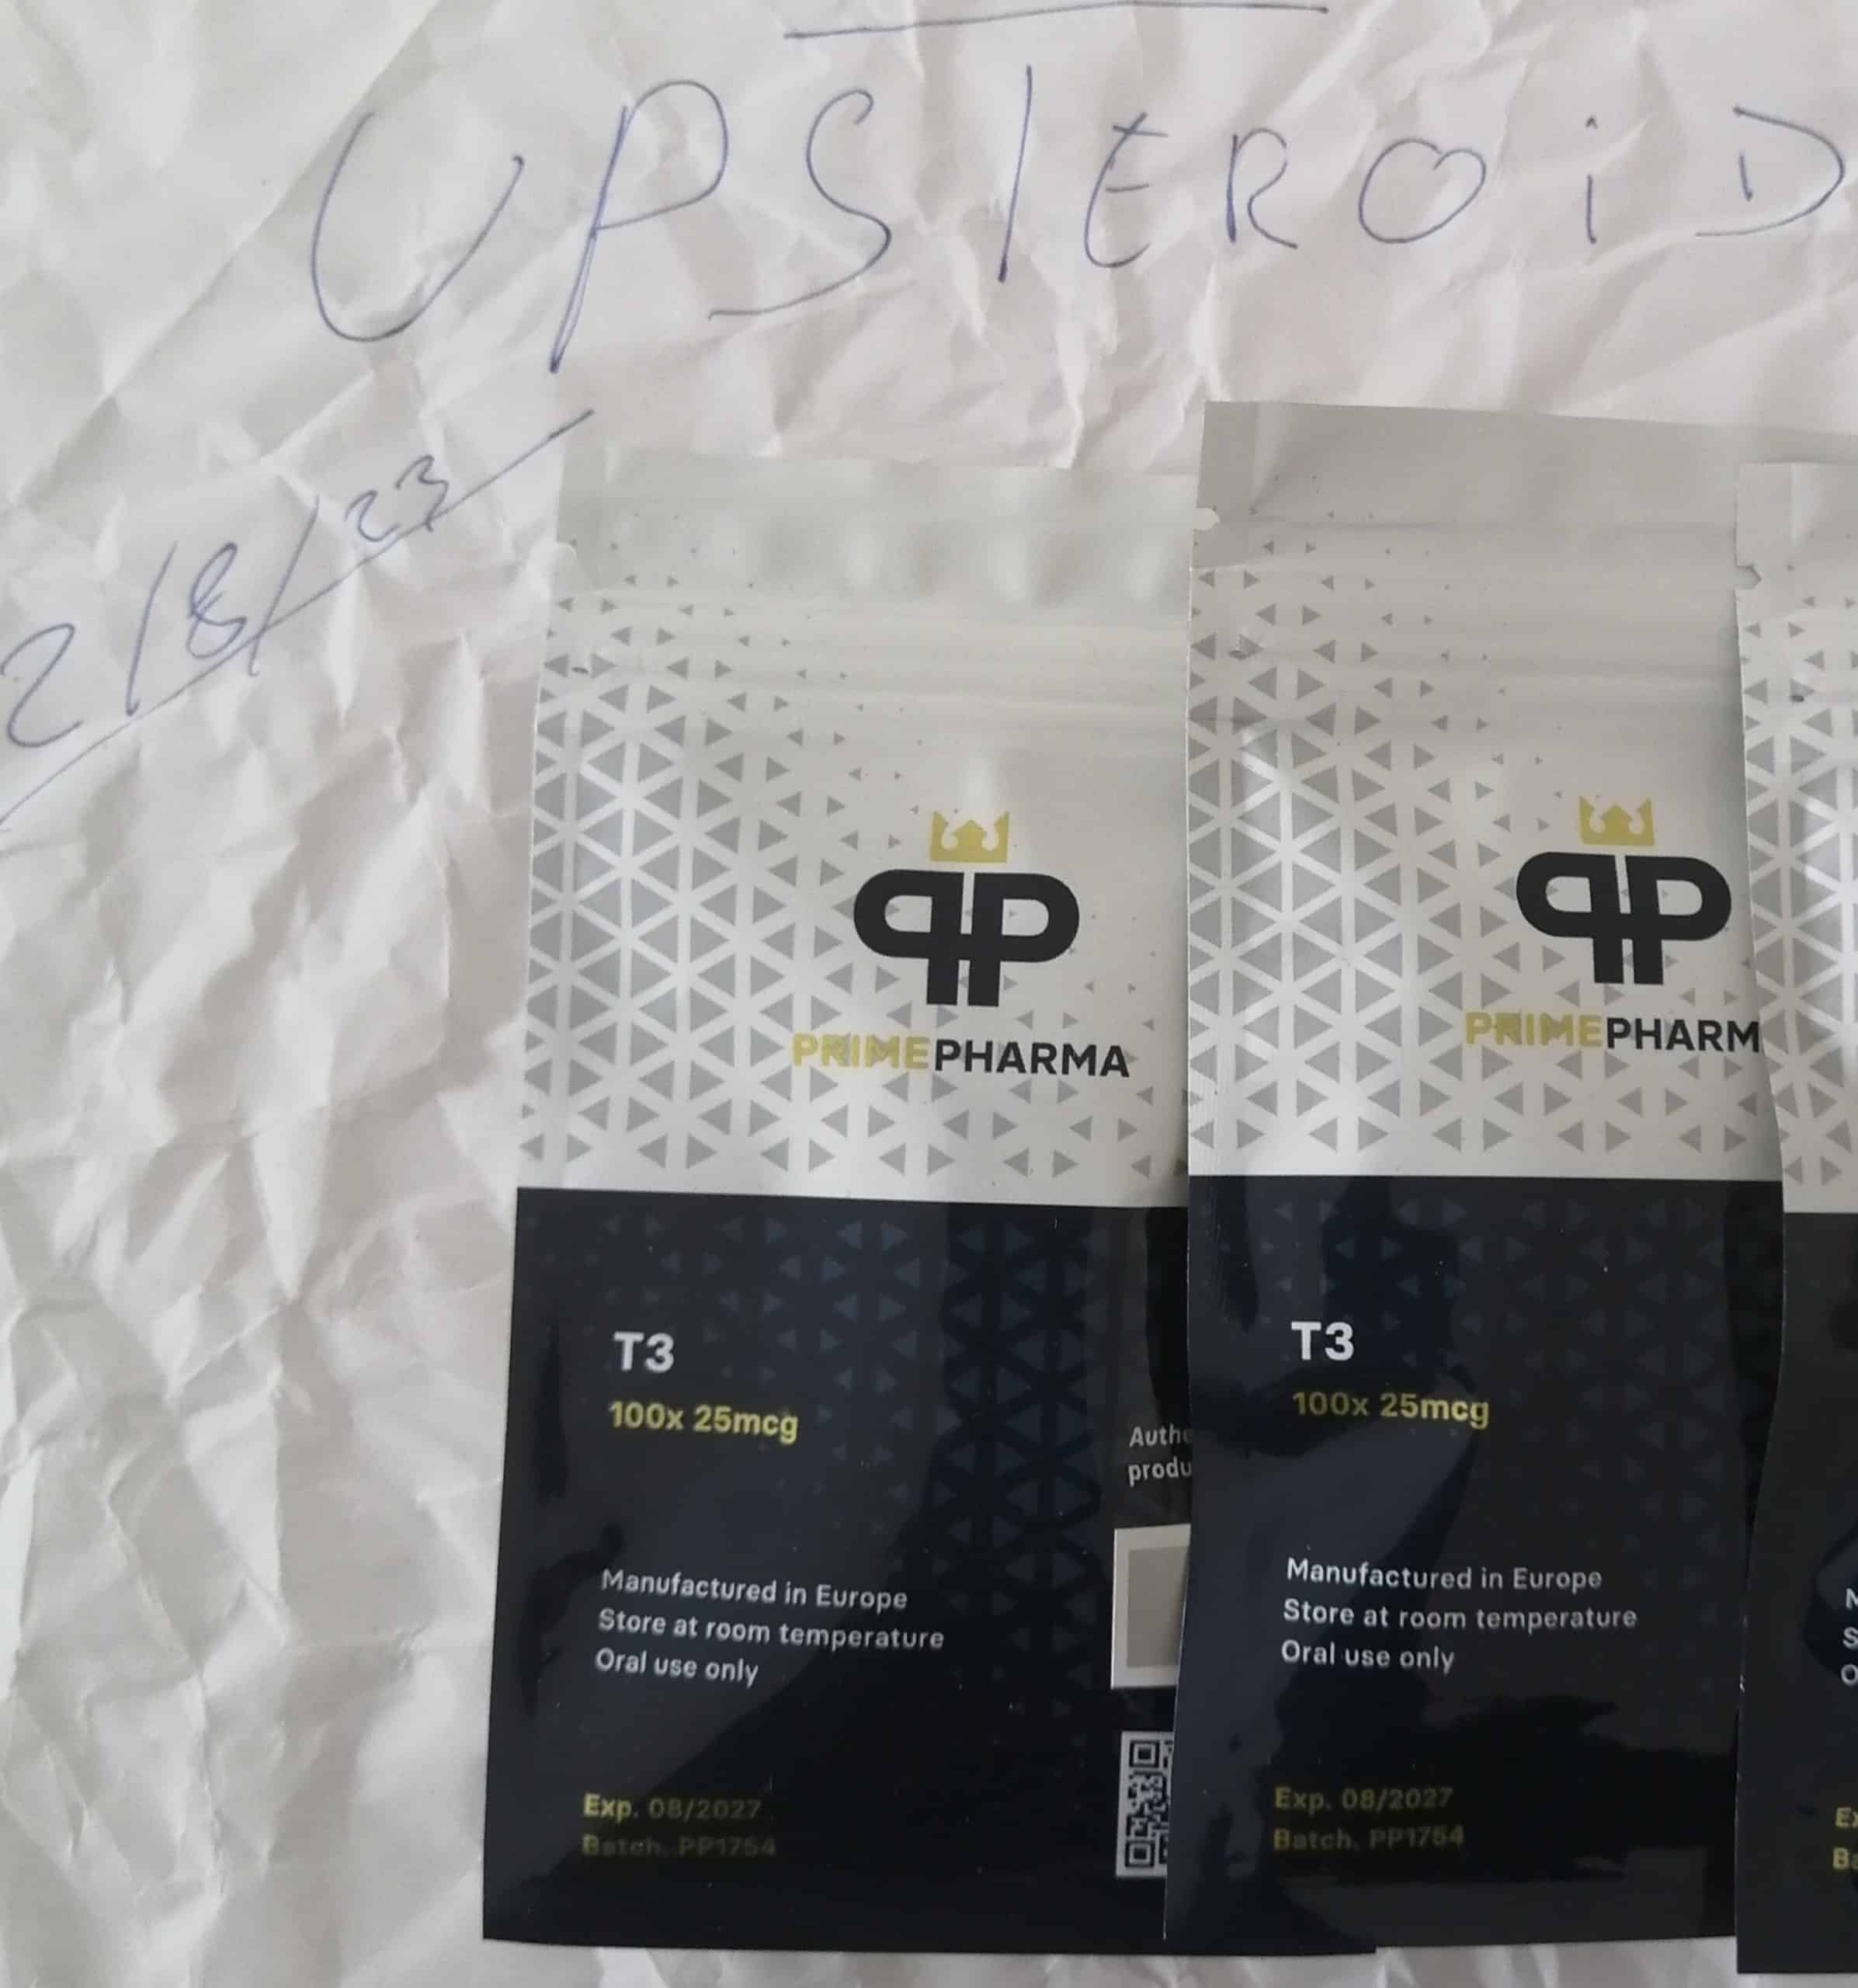 UPSTEROID
2/8/23
PRIMEPHARMA
T3
100x 25mcg
Authe
produ
Manufactured in Europe
Store at room temperature
Oral use only
Exp. 08/2027
Batch. PP1754
PRIMEPHARM
T3
100x 25mcg
Manufactured in Europe
Store at room temperature
Oral use only
Exp. 08/2027
Batch. PP1754